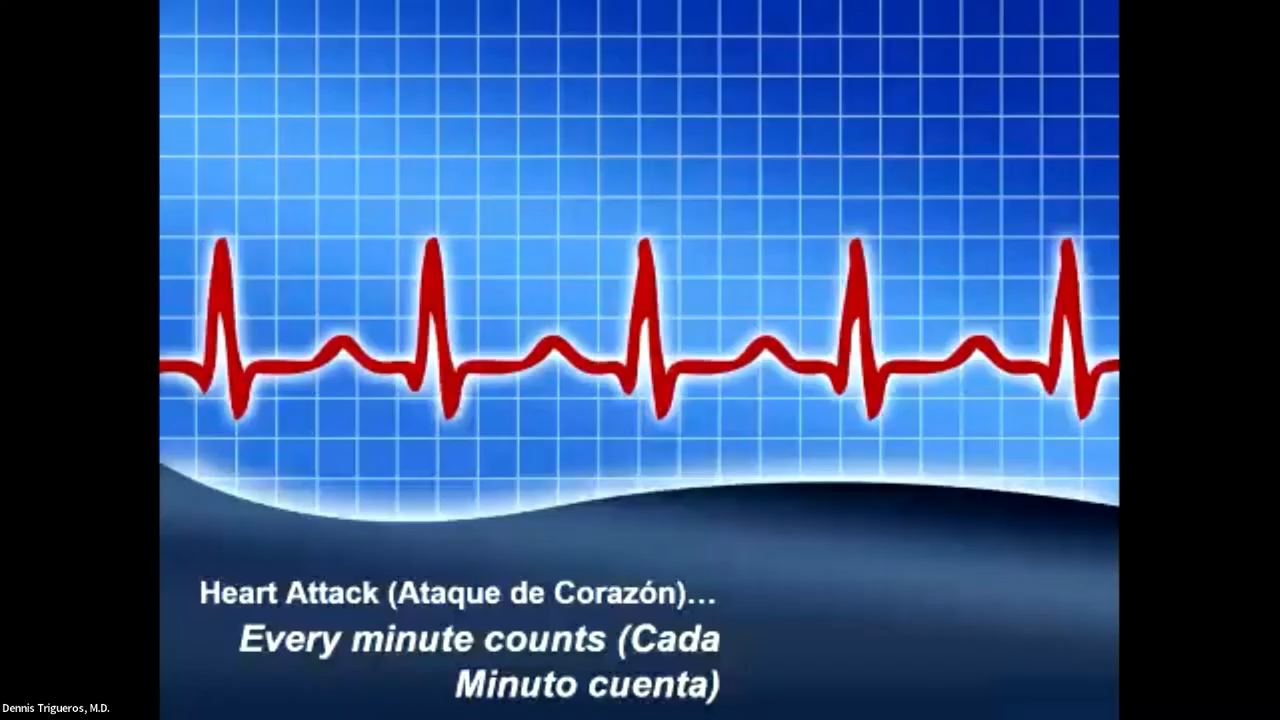 Heart Attack (Ataque de Corazón)…
Every minute counts (Cada
Minuto cuenta)
Dennis Trigueros, M.D.